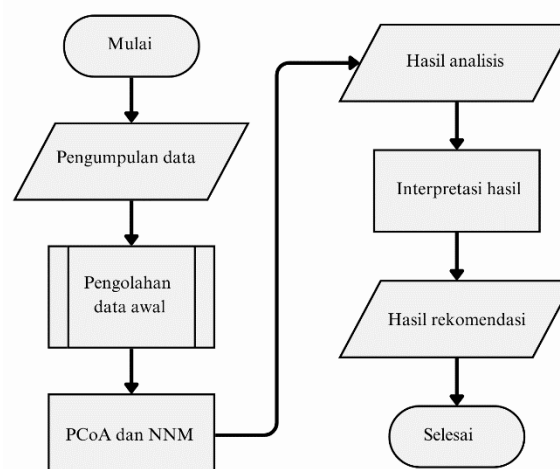 Mulai
Pengumpulan data
Pengolahan
data awal
PCoA dan NNM
Hasil analisis
Interpretasi hasil
Hasil rekomendasi
Selesai